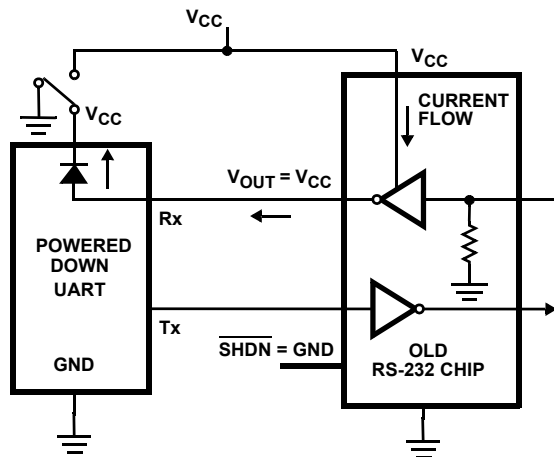 VCC
VCC
VCC
CURRENT
FLOW
VOUT = VCC
Rx
POWERED
DOWN
UART
Tx
SHDN = GND
GND
OLD
RS-232 CHIP